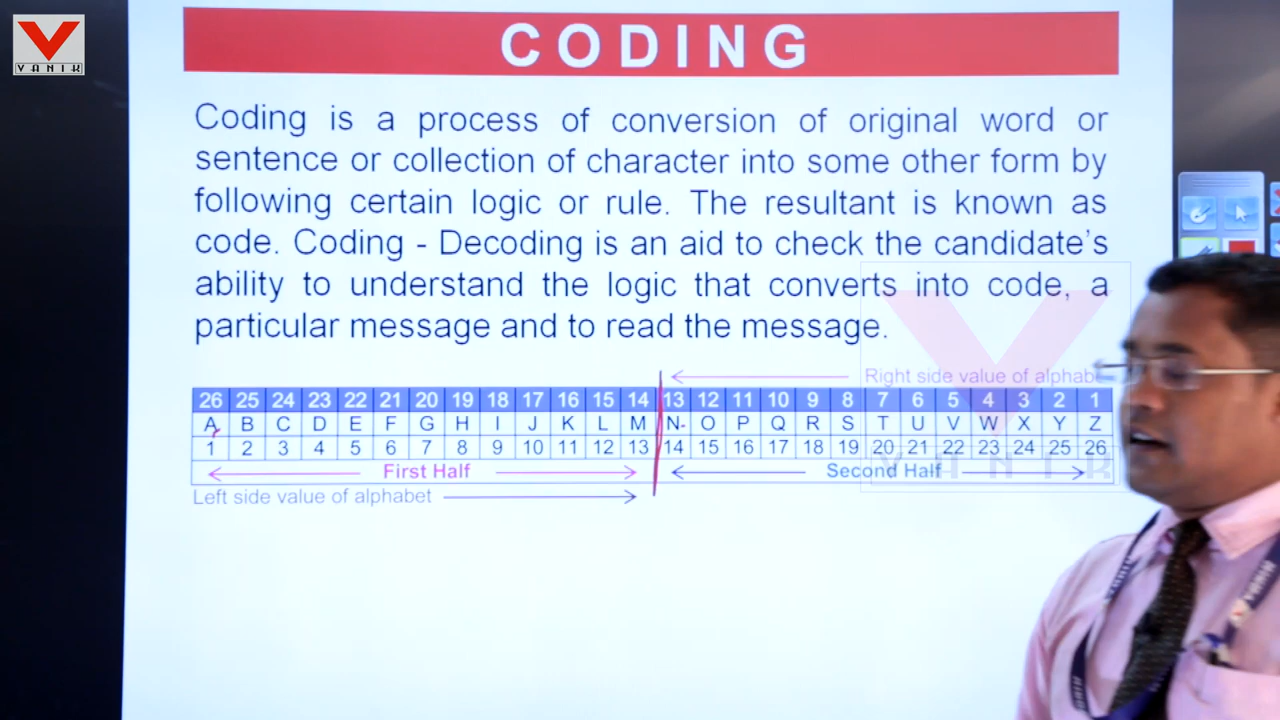 VANIK
CODING
Coding is a process of conversion of original word or
sentence or collection of character into some other form by
following certain logic or rule. The resultant is known as
code. Coding - Decoding is an aid to check the candidate's
ability to understand the logic that converts into code, a
particular message and to read the message.
Right side value of alphabet
26 25 24 23 22 21 20 19 18 17 16 15 14 13 12 11 10 9 8 7 6 5 4 3 2 1
A B C D E F G H I J K L M N O P Q R S T U V W X Y Z
1 2 3 4 5 6 7 8 9 10 11 12 13 14 15 16 17 18 19 20 21 22 23 24 25 26
First Half Second Half
VANIK
Left side value of alphabet